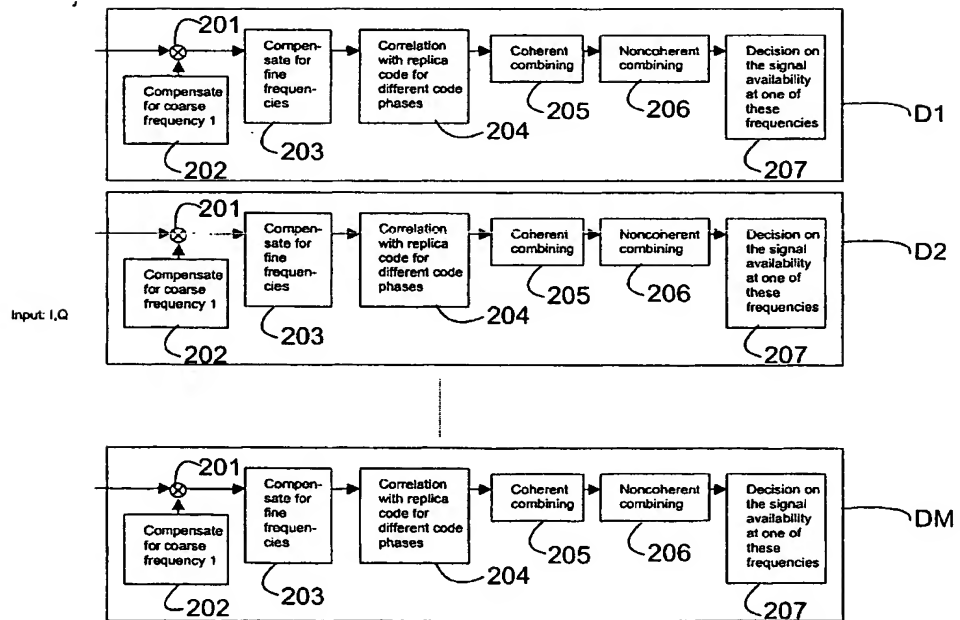 201
Compensate
for coarse
frequency 1
202
Compen-
sate for
fine
frequen-
cies
203
Correlation
with replica
code for
different code
phases
204
Coherent
combining
205
Noncoherent
combining
206
Decision on
the signal
availability
at one of
these
frequencies
207
D1
201
Compensate
for coarse
frequency 1
202
Compen-
sate for
fine
frequen-
cies
203
Correlation
with replica
code for
different code
phases
204
Coherent
combining
205
Noncoherent
combining
206
Decision on
the signal
availability
at one of
these
frequencies
207
D2
Input: I,Q
201
Compensate
for coarse
frequency 1
202
Compen-
sate for
fine
frequen-
cies
203
Correlation
with replica
code for
different code
phases
204
Coherent
combining
205
Noncoherent
combining
206
Decision on
the signal
availability
at one of
these
frequencies
207
DM